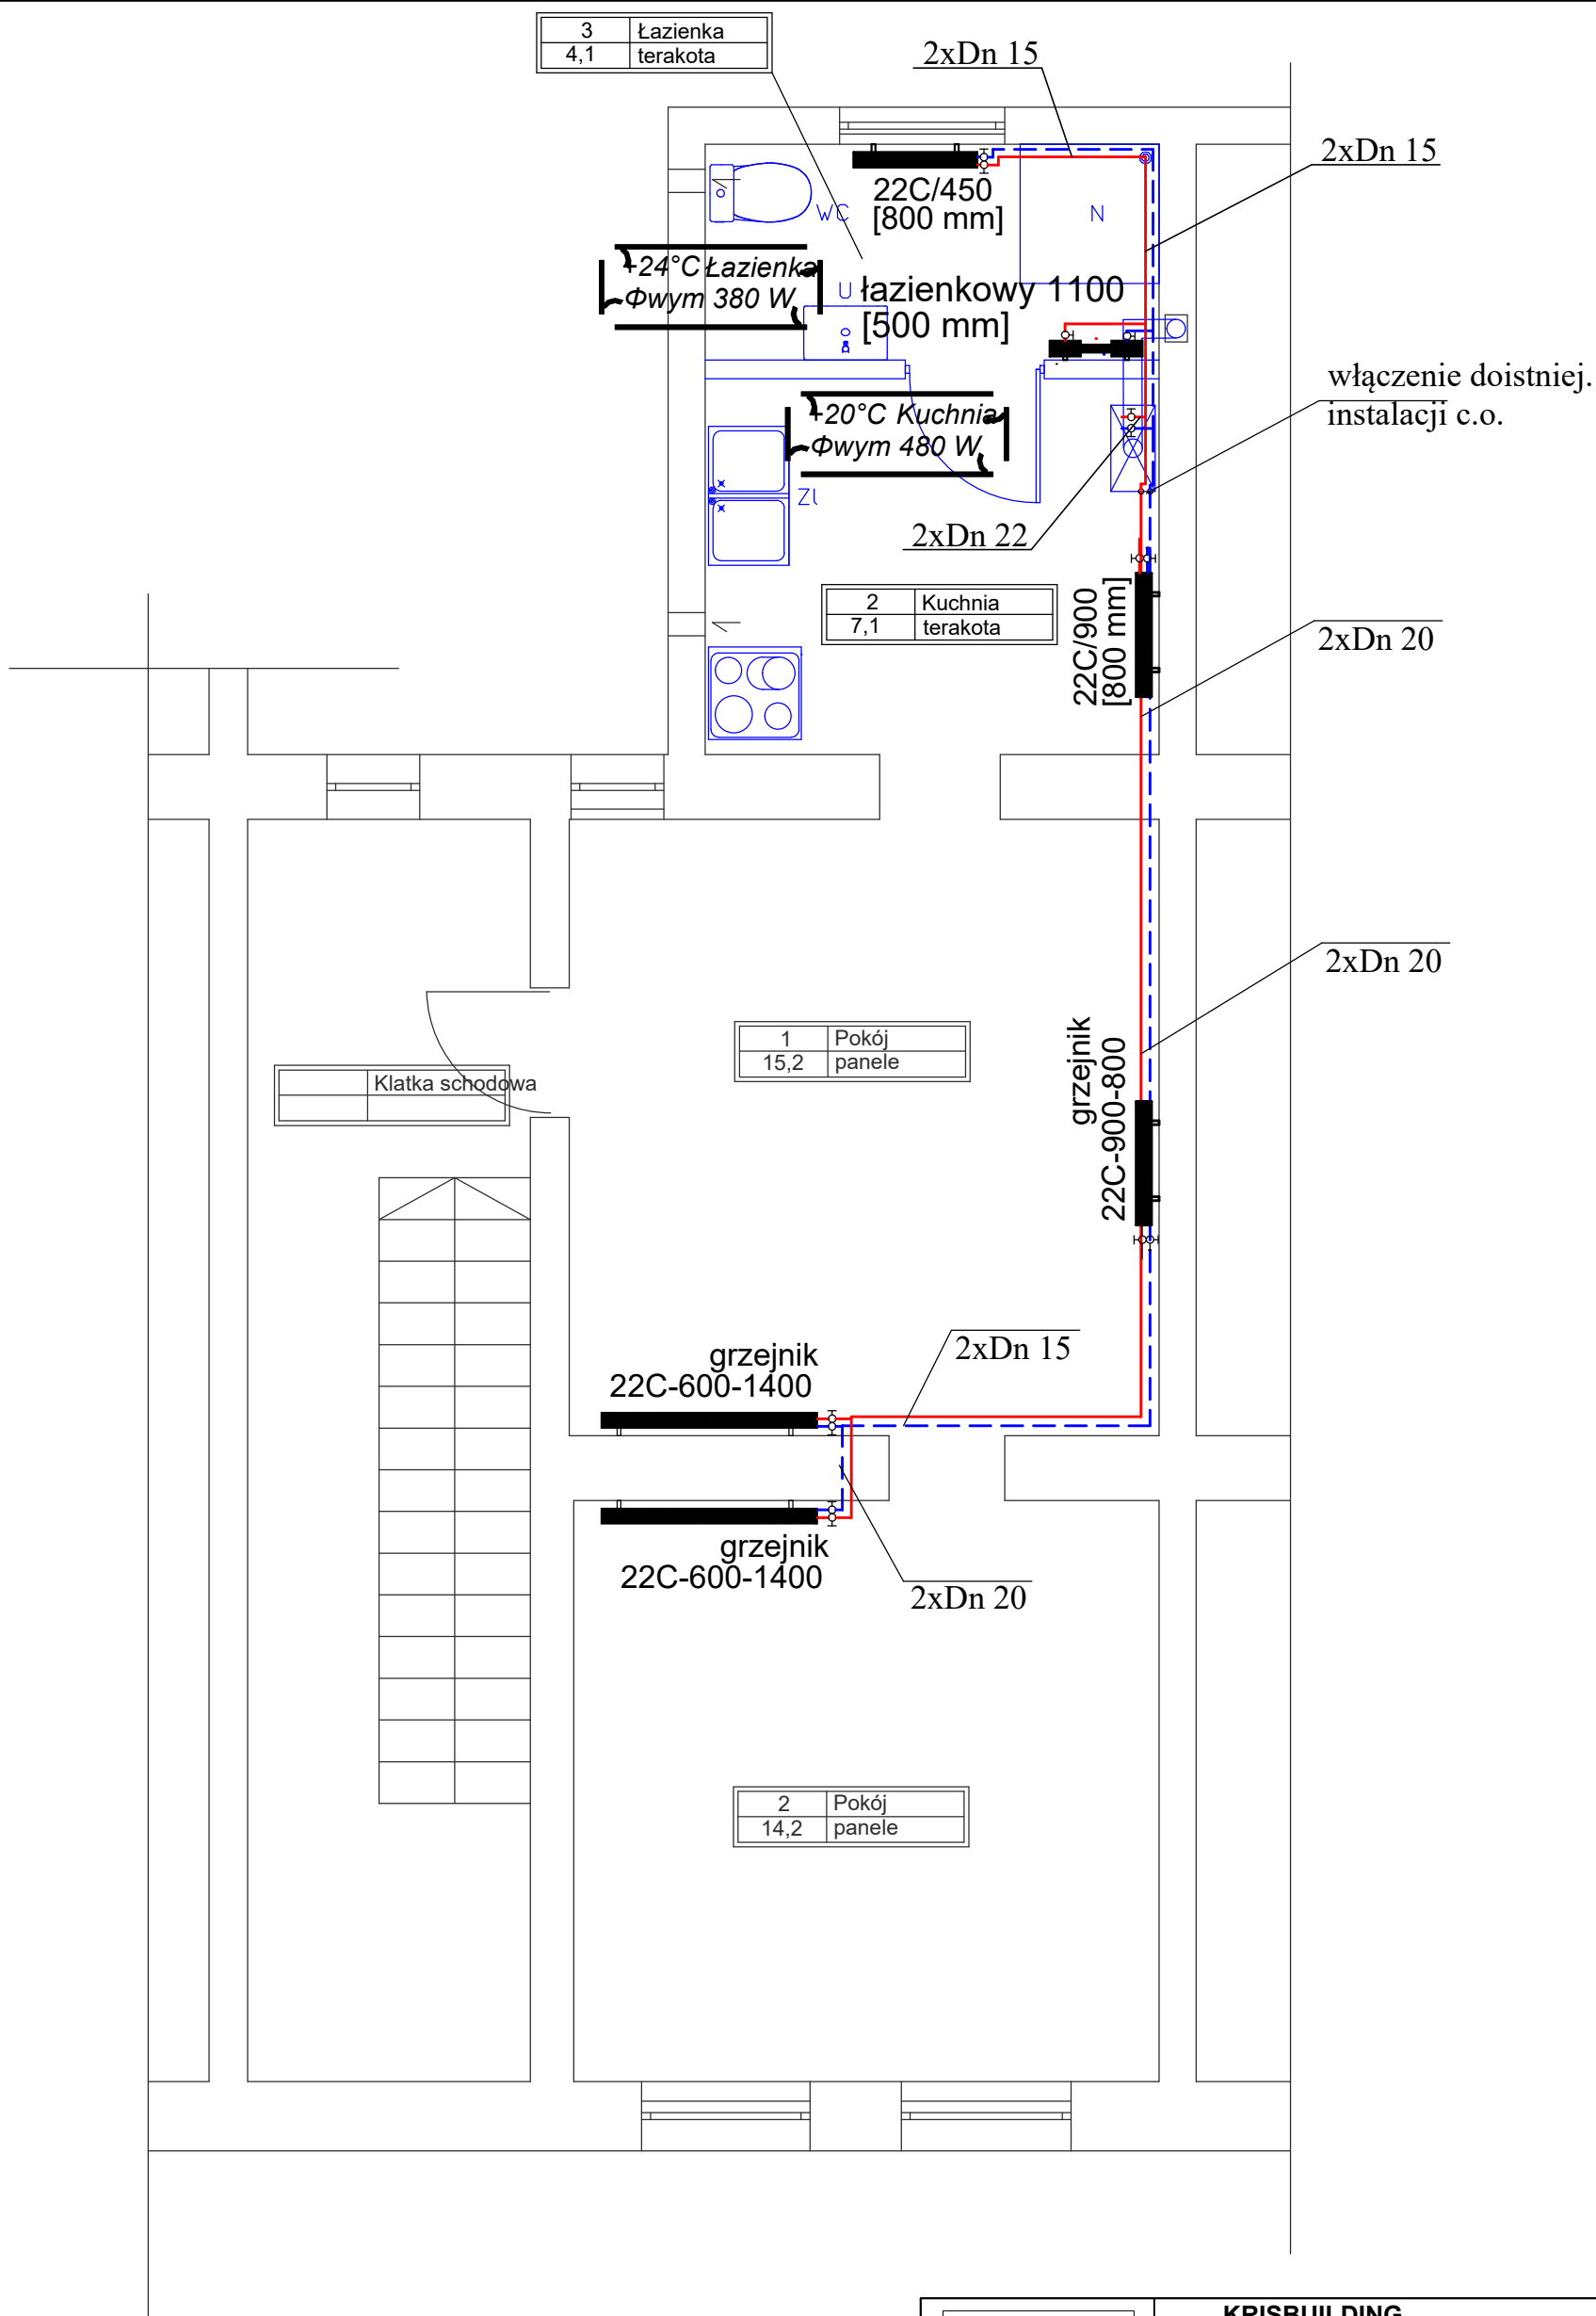 3 Łazienka
4,1 terakota
2xDn 15
2xDn 15
22C/450
[800 mm]
WC
N
+24°C Łazienka
Φwym 380 W
U
łazienkowy 1100
[500 mm]
włączenie doistniej.
instalacji c.o.
+20°C Kuchnia
Φwym 480 W
Zl
2xDn 22
2 Kuchnia
7,1 terakota
22C/900
[800 mm]
2xDn 20
2xDn 20
1 Pokój
15,2 panele
grzejnik
22C-900-800
Klatka schodowa
2xDn 15
grzejnik
22C-600-1400
grzejnik
22C-600-1400
2xDn 20
2 Pokój
14,2 panele
KRISBUILDING